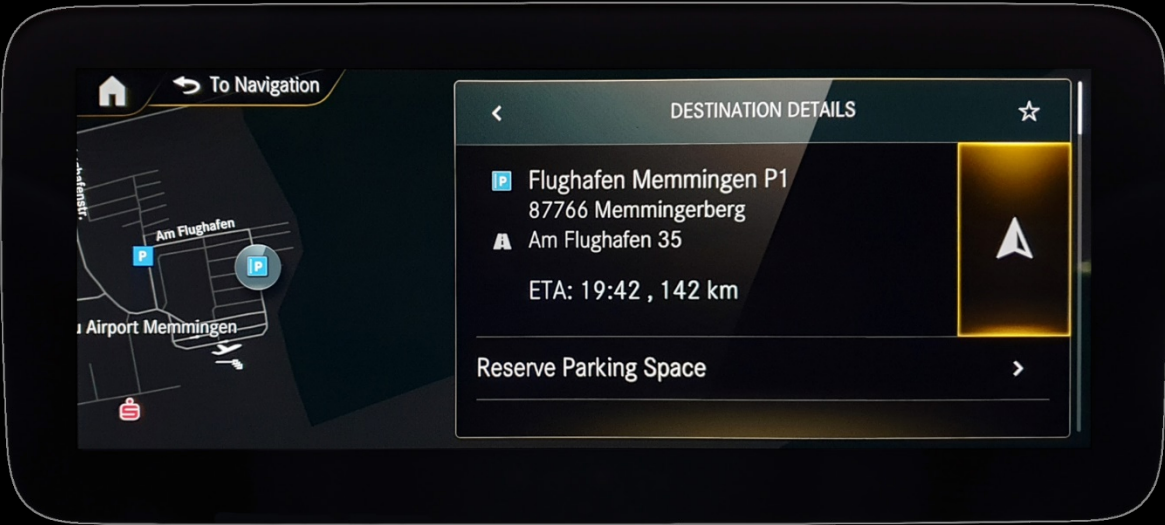 To Navigation
DESTINATION DETAILS
P Flughafen Memmingen P1
87766 Memmingerberg
Am Flughafen 35
ETA: 19:42 , 142 km
Reserve Parking Space
Am Flughafen
P
P
Airport Memmingen